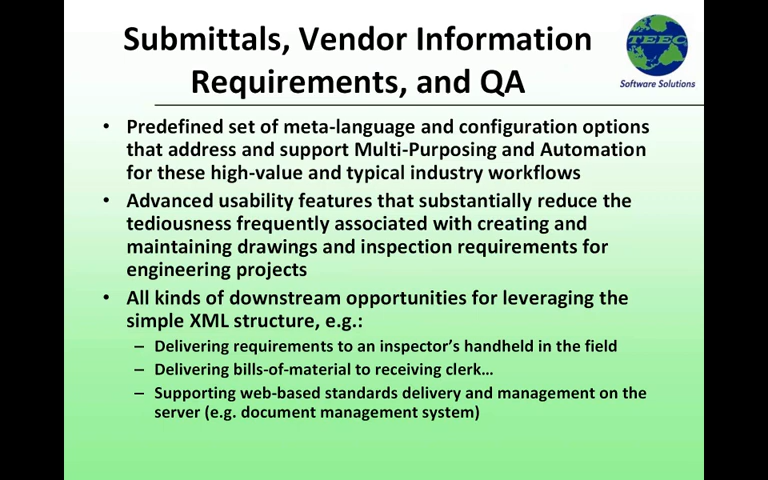 Submittals, Vendor Information
Requirements, and QA
TEEC
Software Solutions
• Predefined set of meta-language and configuration options
that address and support Multi-Purposing and Automation
for these high-value and typical industry workflows
• Advanced usability features that substantially reduce the
tediousness frequently associated with creating and
maintaining drawings and inspection requirements for
engineering projects
• All kinds of downstream opportunities for leveraging the
simple XML structure, e.g.:
– Delivering requirements to an inspector's handheld in the field
– Delivering bills-of-material to receiving clerk…
– Supporting web-based standards delivery and management on the
server (e.g. document management system)